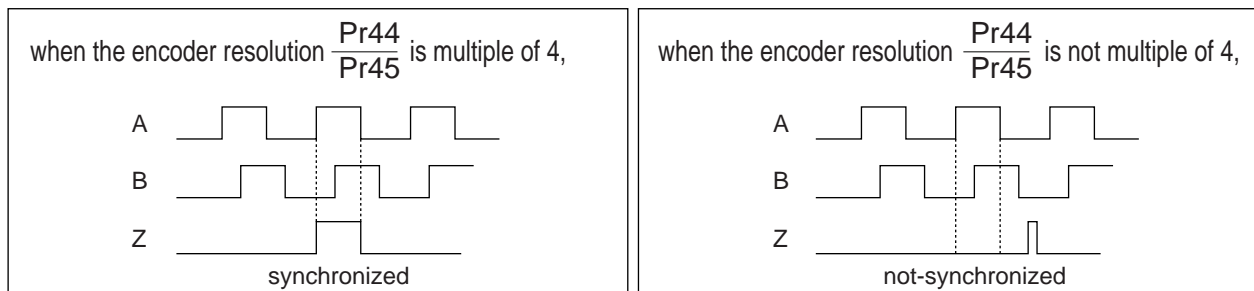 when the encoder resolution Pr44/Pr45 is multiple of 4,
A
B
Z
synchronized
when the encoder resolution Pr44/Pr45 is not multiple of 4,
A
B
Z
not-synchronized